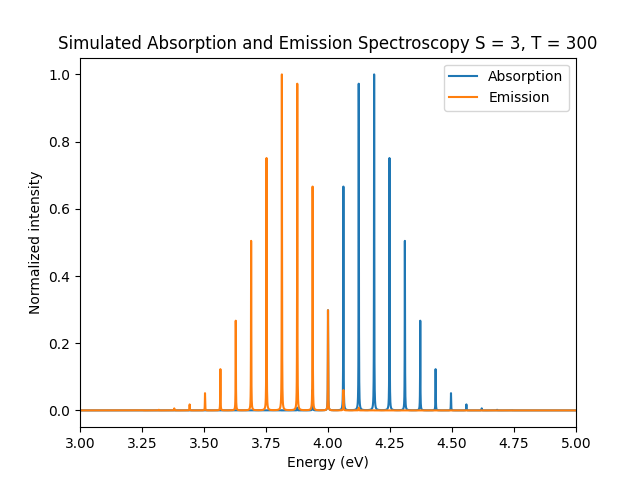 Simulated Absorption and Emission Spectroscopy S = 3, T = 300
Absorption
Emission
1.0
0.8
0.6
0.4
0.2
0.0
Normalized intensity
3.00 3.25 3.50 3.75 4.00 4.25 4.50 4.75 5.00
Energy (eV)